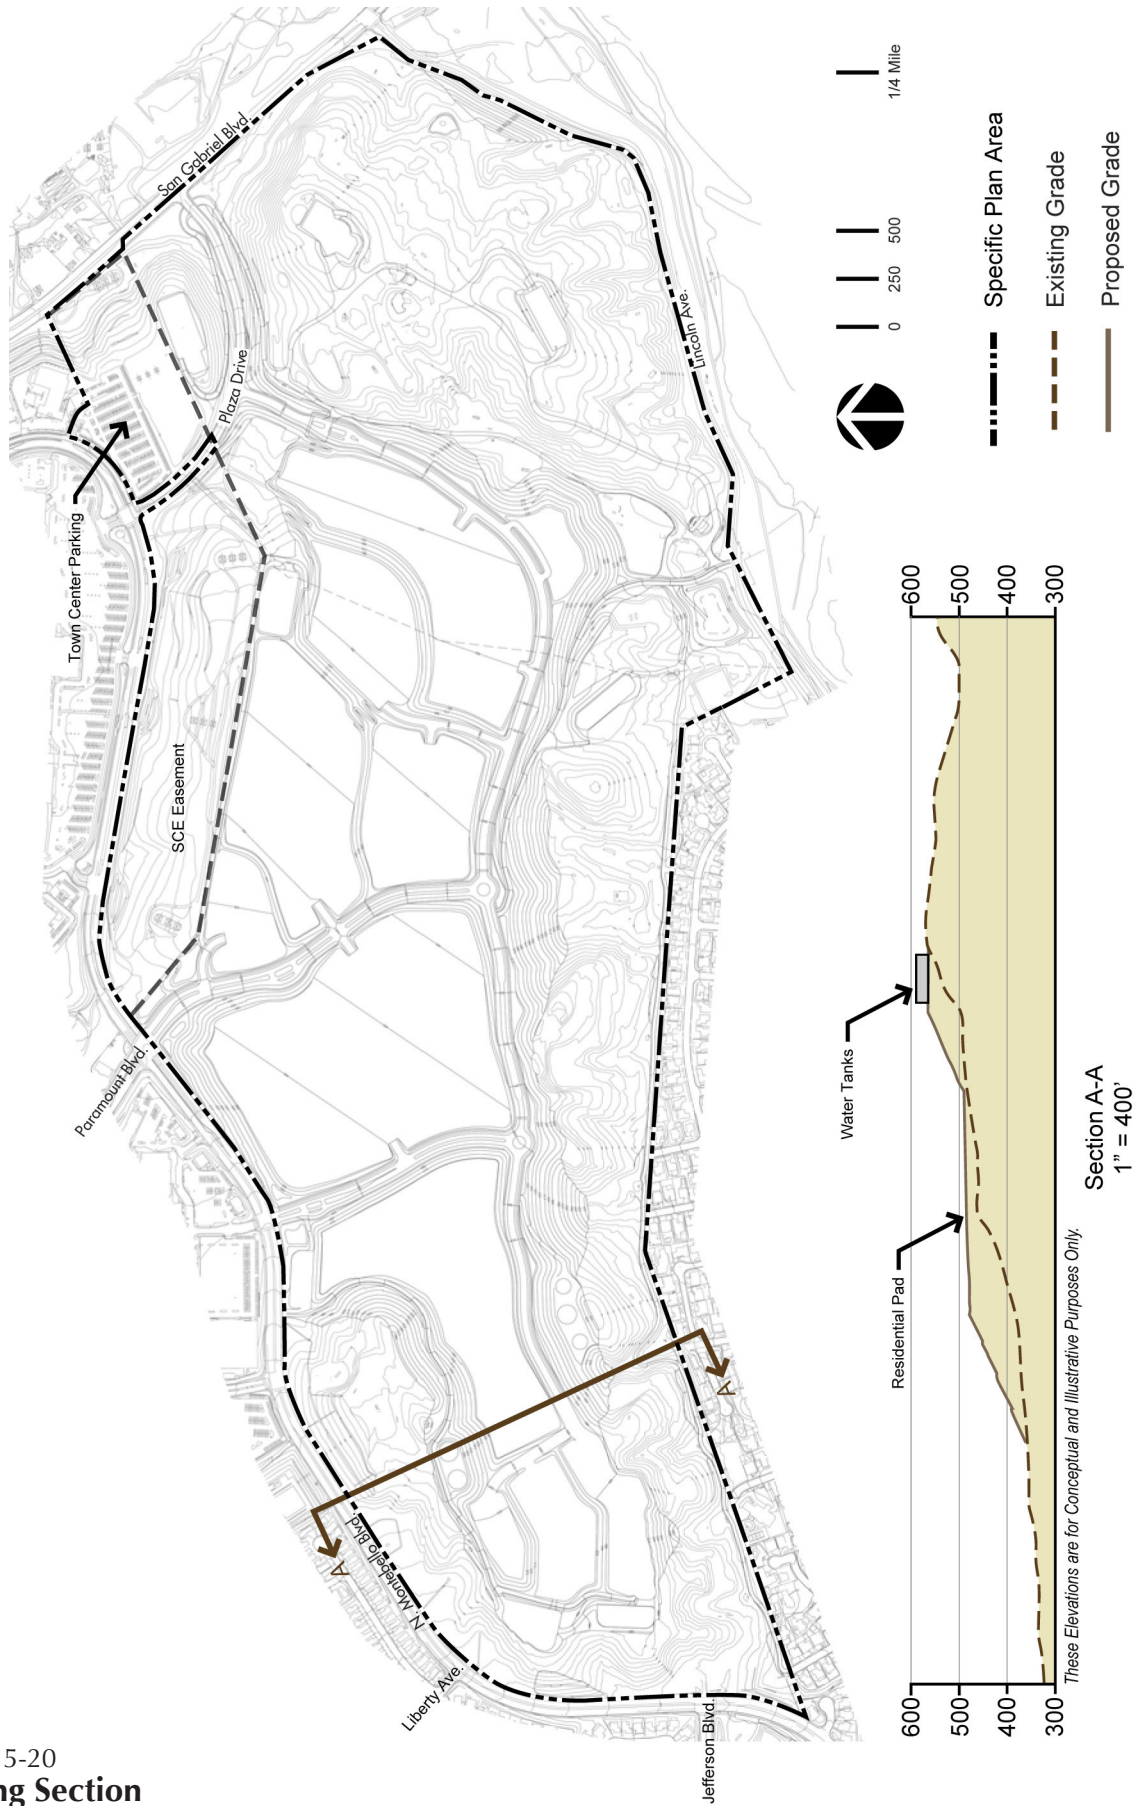 San Gabriel Blvd.
Town Center Parking
Plaza Drive
SCE Easement
Lincoln Ave.
Paramount Blvd.
N. Montebello Blvd.
Liberty Ave.
Jefferson Blvd.
A
A
0 250 500 1/4 Mile
Specific Plan Area
Existing Grade
Proposed Grade
Water Tanks
Residential Pad
600
500
400
300
600
500
400
300
Section A-A
1” = 400’
These Elevations are for Conceptual and Illustrative Purposes Only.
5-20
ng Section